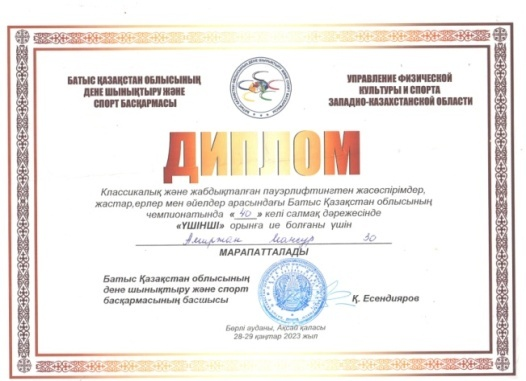 БАТЫС ҚАЗАҚСТАН ОБЛЫСЫНЫҢ
ДЕНЕ ШЫНЫҚТЫРУ ЖӘНЕ
СПОРТ БАСҚАРМАСЫ
УПРАВЛЕНИЕ ФИЗИЧЕСКОЙ
КУЛЬТУРЫ И СПОРТА
ЗАПАДНО-КАЗАХСТАНСКОЙ ОБЛАСТИ
ДИПЛОМ
Классикалық және жабдықталған пауэрлифтингтен жасөспірімдер,
жастар,ерлер мен әйелдер арасындағы Батыс Қазақстан облысының
чемпионатында « 40 » келі салмақ дәрежесінде
«ҮШІНШІ» орынға ие болғаны үшін
Амиржан Мансур 30
МАРАПАТТАЛАДЫ
Батыс Қазақстан облысының
дене шынықтыру және спорт
басқармасының басшысы
Қ. Есендияров
Бөрлі ауданы, Ақсай қаласы
28-29 қаңтар 2023 жыл